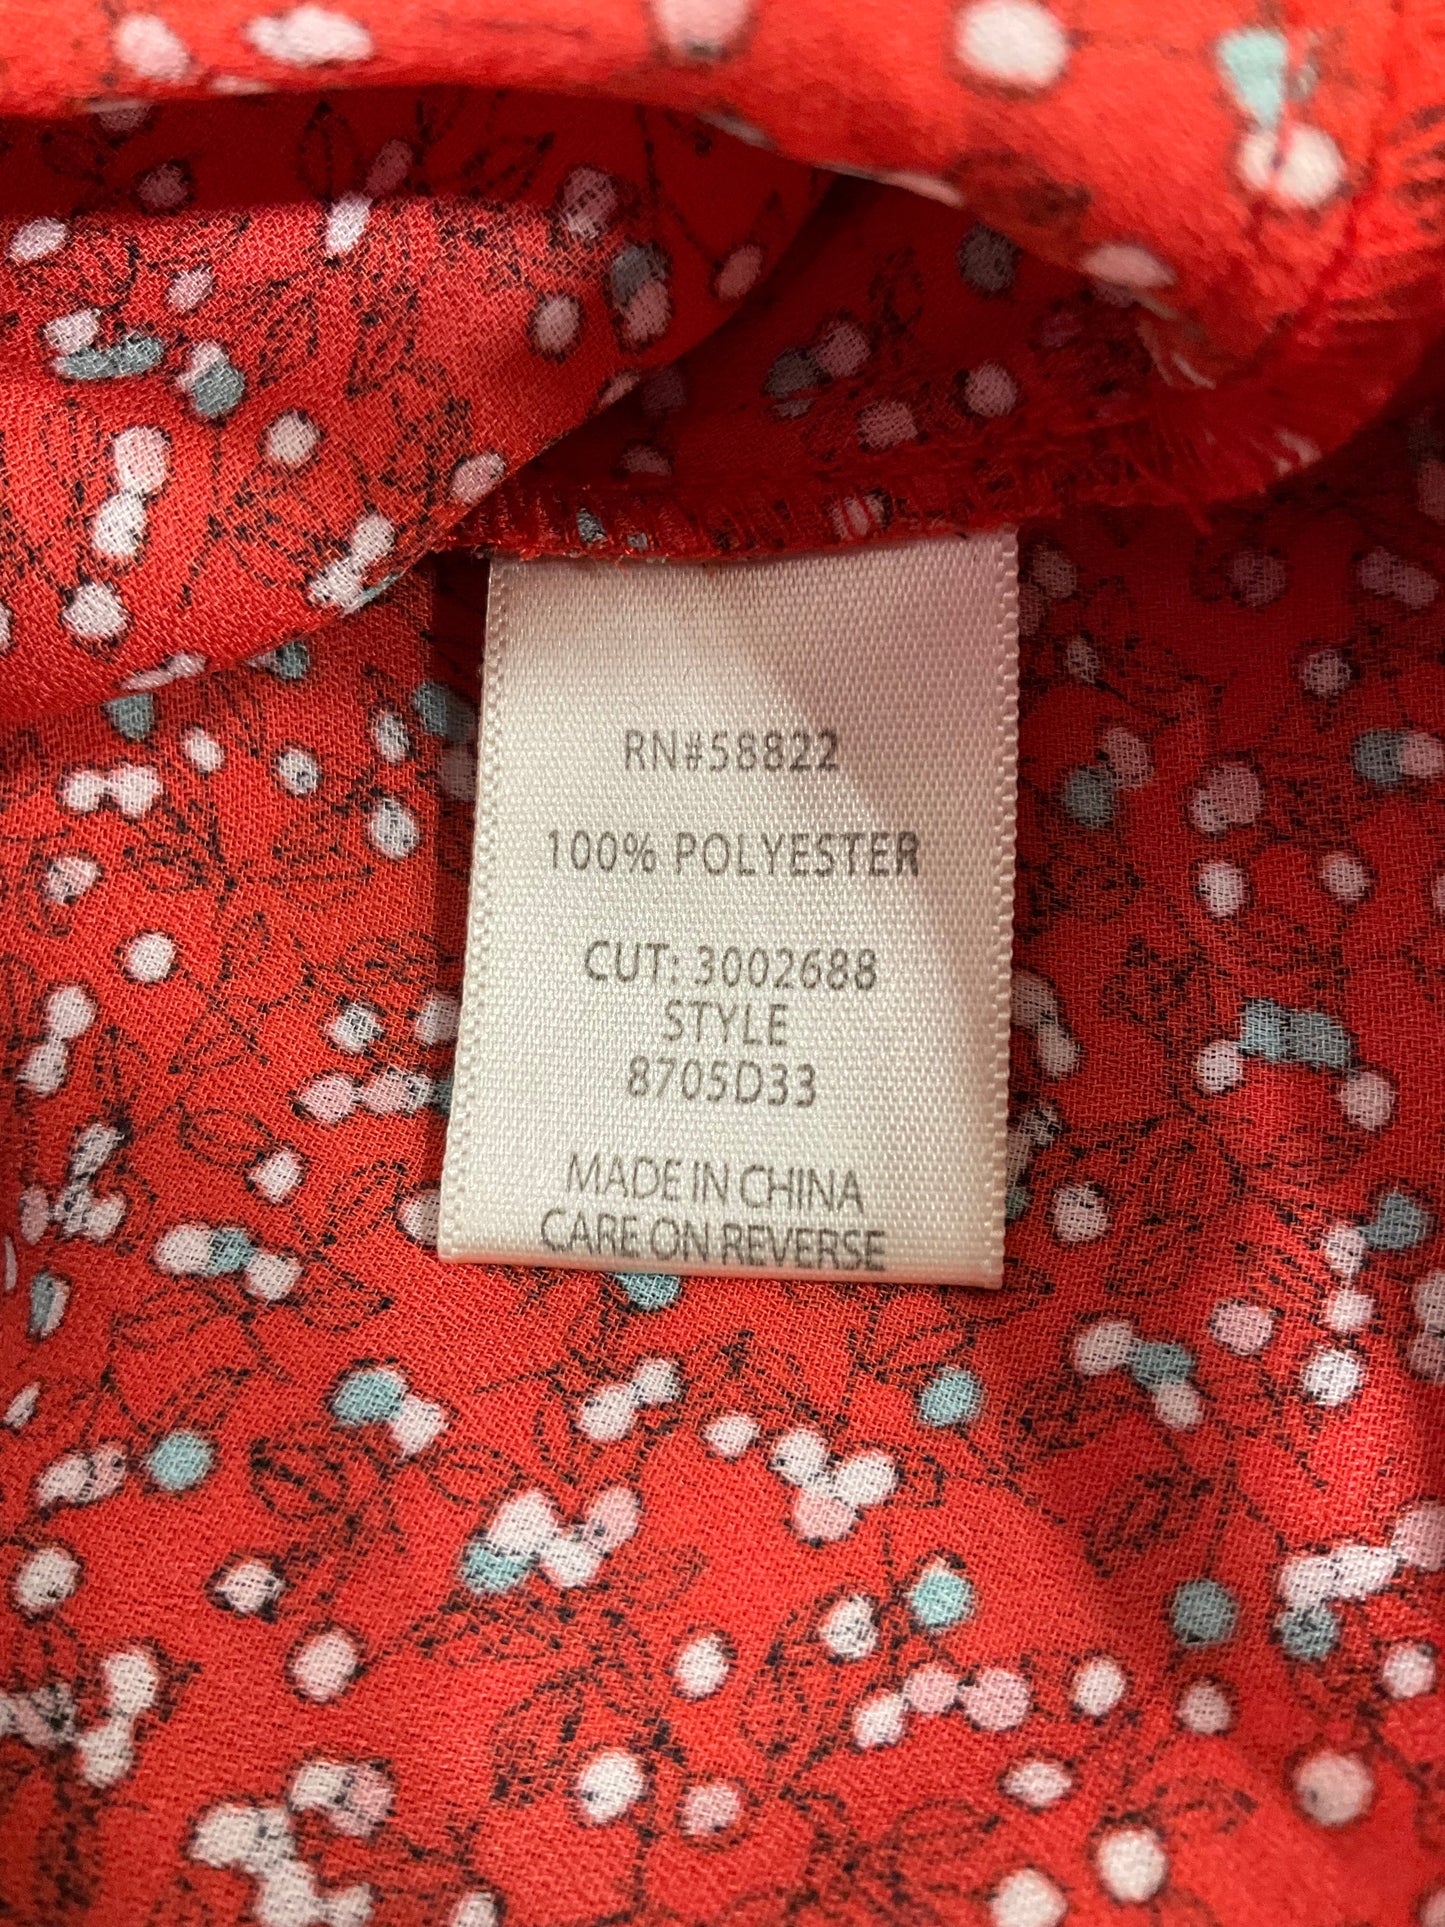 RN#58822
100% POLYESTER
CUT: 3002688
STYLE
8705D33
MADE IN CHINA
CARE ON REVERSE